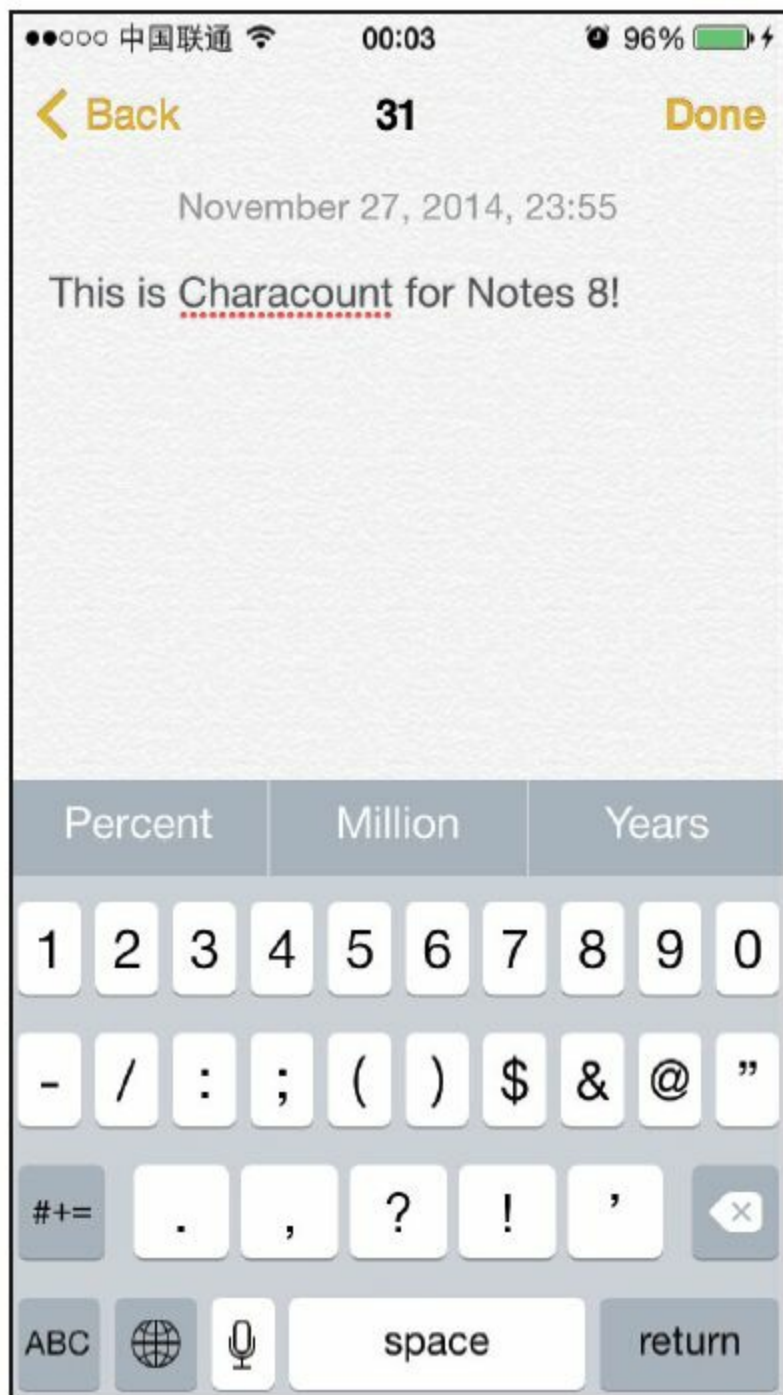 中国联通 00:03 96%
Back 31 Done
November 27, 2014, 23:55
This is Characount for Notes 8!
Percent Million Years
1 2 3 4 5 6 7 8 9 0
- / : ; ( ) $ & @ ”
#+= . , ? ! ’
ABC space return